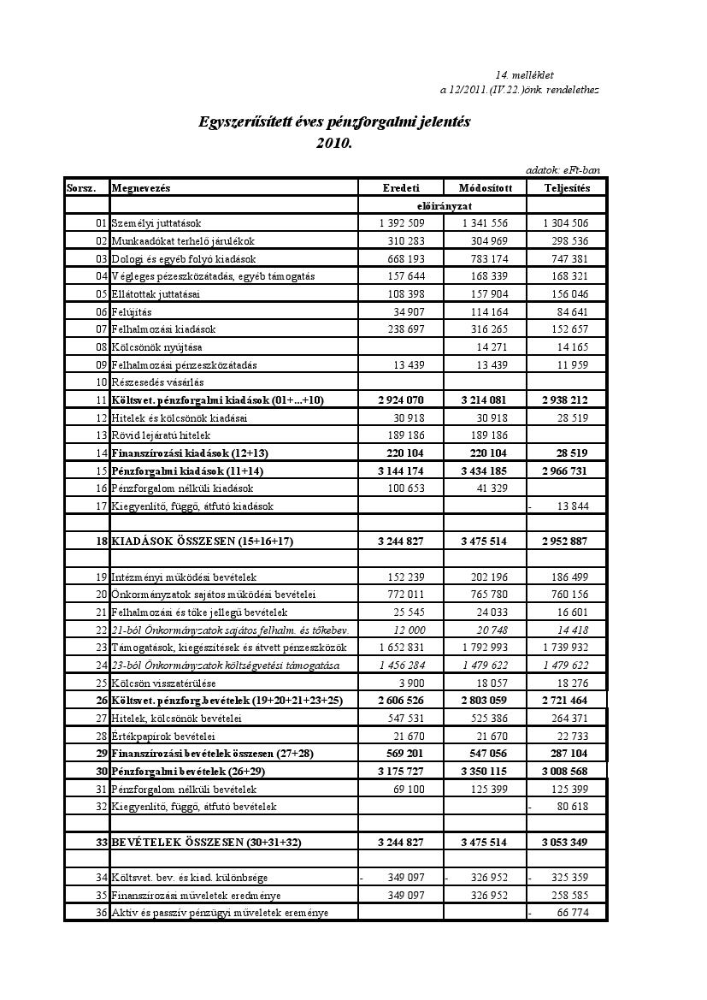 14. melléklet
a 12/2011.(IV.22.)önk. rendelethez
Egyszerűsített éves pénzforgalmi jelentés
2010.
adatok: eFt-ban
Sorsz. Megnevezés Eredeti Módosított Teljesítés
előirányzat
01 Személyi juttatások 1 392 509 1 341 556 1 304 506
02 Munkaadókat terhelő járulékok 310 283 304 969 298 536
03 Dologi és egyéb folyó kiadások 668 193 783 174 747 381
04 Végleges pézeszközátadás, egyéb támogatás 157 644 168 339 168 321
05 Ellátottak juttatásai 108 398 157 904 156 046
06 Felújítás 34 907 114 164 84 641
07 Felhalmozási kiadások 238 697 316 265 152 657
08 Kölcsönök nyújtása 14 271 14 165
09 Felhalmozási pénzeszközátadás 13 439 13 439 11 959
10 Részesedés vásárlás
11 Költsvet. pénzforgalmi kiadások (01+...+10) 2 924 070 3 214 081 2 938 212
12 Hitelek és kölcsönök kiadásai 30 918 30 918 28 519
13 Rövid lejáratú hitelek 189 186 189 186
14 Finanszírozási kiadások (12+13) 220 104 220 104 28 519
15 Pénzforgalmi kiadások (11+14) 3 144 174 3 434 185 2 966 731
16 Pénzforgalom nélküli kiadások 100 653 41 329
17 Kiegyenlítő, függő, átfutó kiadások - 13 844
18 KIADÁSOK ÖSSZESEN (15+16+17) 3 244 827 3 475 514 2 952 887
19 Intézményi működési bevételek 152 239 202 196 186 499
20 Önkormányzatok sajátos működési bevételei 772 011 765 780 760 156
21 Felhalmozási és tőke jellegű bevételek 25 545 24 033 16 601
22 21-ból Önkormányzatok sajátos felhalm. és tőkebev. 12 000 20 748 14 418
23 Támogatások, kiegészítések és átvett pénzeszközök 1 652 831 1 792 993 1 739 932
24 23-ból Önkormányzatok költségvetési támogatása 1 456 284 1 479 622 1 479 622
25 Kölcsön visszatérülése 3 900 18 057 18 276
26 Költsvet. pénzforg.bevételek (19+20+21+23+25) 2 606 526 2 803 059 2 721 464
27 Hitelek, kölcsönök bevételei 547 531 525 386 264 371
28 Értékpapírok bevételei 21 670 21 670 22 733
29 Finanszírozási bevételek összesen (27+28) 569 201 547 056 287 104
30 Pénzforgalmi bevételek (26+29) 3 175 727 3 350 115 3 008 568
31 Pénzforgalom nélküli bevételek 69 100 125 399 125 399
32 Kiegyenlítő, függő, átfutó bevételek - 80 618
33 BEVÉTELEK ÖSSZESEN (30+31+32) 3 244 827 3 475 514 3 053 349
34 Költsvet. bev. és kiad. különbsége - 349 097 - 326 952 - 325 359
35 Finanszírozási műveletek eredménye 349 097 326 952 258 585
36 Aktív és passzív pénzügyi műveletek ereménye - 66 774